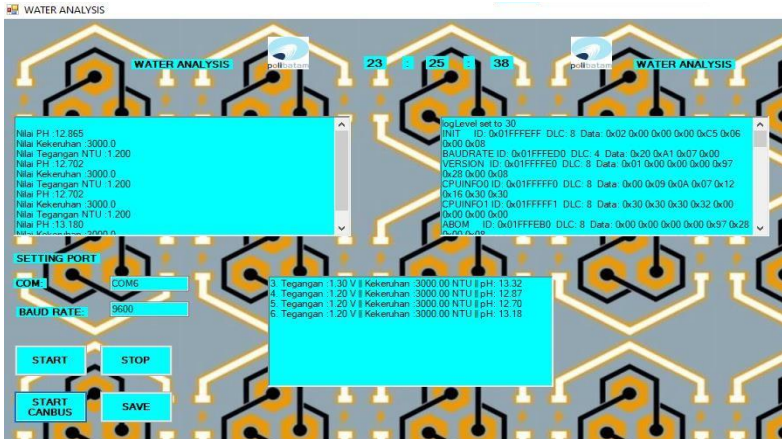 WATER ANALYSIS
WATER ANALYSIS
polibatam
23 : 25 : 38
polibatam
WATER ANALYSIS
Nilai PH :12.865
Nilai Kekeruhan :3000.0
Nilai Tegangan NTU :1.200
Nilai PH :12.702
Nilai Kekeruhan :3000.0
Nilai Tegangan NTU :1.200
Nilai PH :12.702
Nilai Kekeruhan :3000.0
Nilai Tegangan NTU :1.200
Nilai PH :13.180
Nilai Kekeruhan :3000.0
logLevel set to 30
INIT ID: 0x01FFFEFF DLC: 8 Data: 0x02 0x00 0x00 0x00 0xC5 0x06
0x00 0x08
BAUDRATE ID: 0x01FFFED0 DLC: 4 Data: 0x20 0xA1 0x07 0x00
VERSION ID: 0x01FFFFE0 DLC: 8 Data: 0x01 0x00 0x00 0x00 0x97
0x28 0x00 0x08
CPUINFO0 ID: 0x01FFFFF0 DLC: 8 Data: 0x00 0x09 0x0A 0x07 0x12
0x16 0x30 0x30
CPUINFO1 ID: 0x01FFFFF1 DLC: 8 Data: 0x30 0x30 0x30 0x32 0x00
0x00 0x00 0x00
ABOM ID: 0x01FFFEB0 DLC: 8 Data: 0x00 0x00 0x00 0x00 0x97 0x28
0x00 0x08
SETTING PORT
COM: COM6
BAUD RATE: 9600
3. Tegangan :1.30 V || Kekeruhan :3000.00 NTU || pH: 13.32
4. Tegangan :1.20 V || Kekeruhan :3000.00 NTU || pH: 12.87
5. Tegangan :1.20 V || Kekeruhan :3000.00 NTU || pH: 12.70
6. Tegangan :1.20 V || Kekeruhan :3000.00 NTU || pH: 13.18
START
STOP
START
CANBUS
SAVE